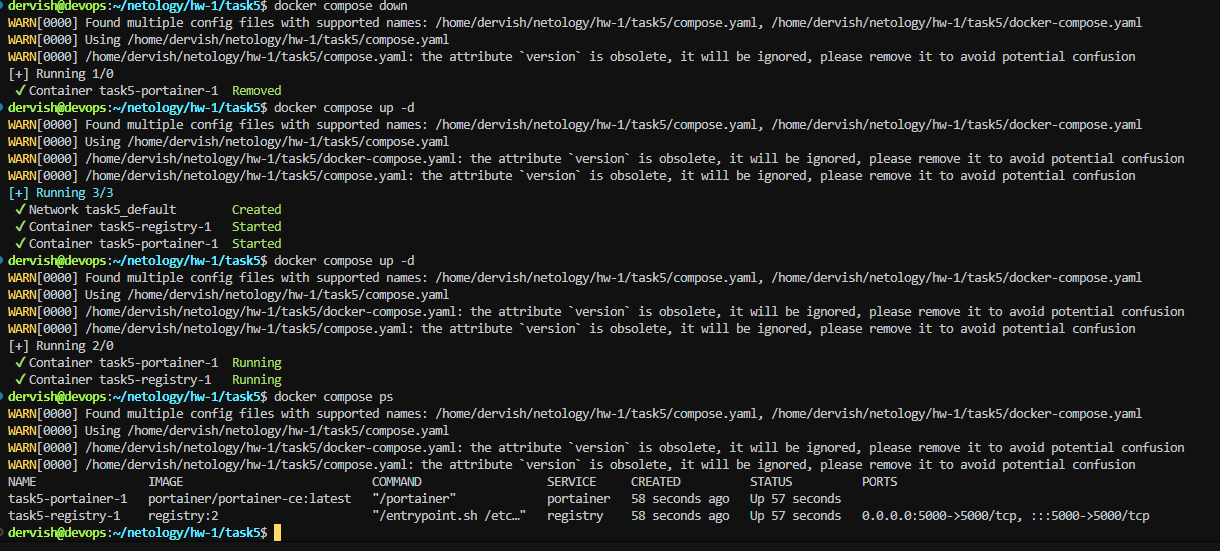 dervish@devops:~/netology/hw-1/task5$ docker compose down
WARN[0000] Found multiple config files with supported names: /home/dervish/netology/hw-1/task5/compose.yaml, /home/dervish/netology/hw-1/task5/docker-compose.yaml
WARN[0000] Using /home/dervish/netology/hw-1/task5/compose.yaml
WARN[0000] /home/dervish/netology/hw-1/task5/compose.yaml: the attribute `version` is obsolete, it will be ignored, please remove it to avoid potential confusion
[+] Running 1/0
✓ Container task5-portainer-1 Removed
dervish@devops:~/netology/hw-1/task5$ docker compose up -d
WARN[0000] Found multiple config files with supported names: /home/dervish/netology/hw-1/task5/compose.yaml, /home/dervish/netology/hw-1/task5/docker-compose.yaml
WARN[0000] Using /home/dervish/netology/hw-1/task5/compose.yaml
WARN[0000] /home/dervish/netology/hw-1/task5/docker-compose.yaml: the attribute `version` is obsolete, it will be ignored, please remove it to avoid potential confusion
WARN[0000] /home/dervish/netology/hw-1/task5/compose.yaml: the attribute `version` is obsolete, it will be ignored, please remove it to avoid potential confusion
[+] Running 3/3
✓ Network task5_default Created
✓ Container task5-registry-1 Started
✓ Container task5-portainer-1 Started
dervish@devops:~/netology/hw-1/task5$ docker compose up -d
WARN[0000] Found multiple config files with supported names: /home/dervish/netology/hw-1/task5/compose.yaml, /home/dervish/netology/hw-1/task5/docker-compose.yaml
WARN[0000] Using /home/dervish/netology/hw-1/task5/compose.yaml
WARN[0000] /home/dervish/netology/hw-1/task5/docker-compose.yaml: the attribute `version` is obsolete, it will be ignored, please remove it to avoid potential confusion
WARN[0000] /home/dervish/netology/hw-1/task5/compose.yaml: the attribute `version` is obsolete, it will be ignored, please remove it to avoid potential confusion
[+] Running 2/0
✓ Container task5-portainer-1 Running
✓ Container task5-registry-1 Running
dervish@devops:~/netology/hw-1/task5$ docker compose ps
WARN[0000] Found multiple config files with supported names: /home/dervish/netology/hw-1/task5/compose.yaml, /home/dervish/netology/hw-1/task5/docker-compose.yaml
WARN[0000] Using /home/dervish/netology/hw-1/task5/compose.yaml
WARN[0000] /home/dervish/netology/hw-1/task5/docker-compose.yaml: the attribute `version` is obsolete, it will be ignored, please remove it to avoid potential confusion
WARN[0000] /home/dervish/netology/hw-1/task5/compose.yaml: the attribute `version` is obsolete, it will be ignored, please remove it to avoid potential confusion
NAME IMAGE COMMAND SERVICE CREATED STATUS PORTS
task5-portainer-1 portainer/portainer-ce:latest "/portainer" portainer 58 seconds ago Up 57 seconds
task5-registry-1 registry:2 "/entrypoint.sh /etc…" registry 58 seconds ago Up 57 seconds 0.0.0.0:5000->5000/tcp, :::5000->5000/tcp
dervish@devops:~/netology/hw-1/task5$